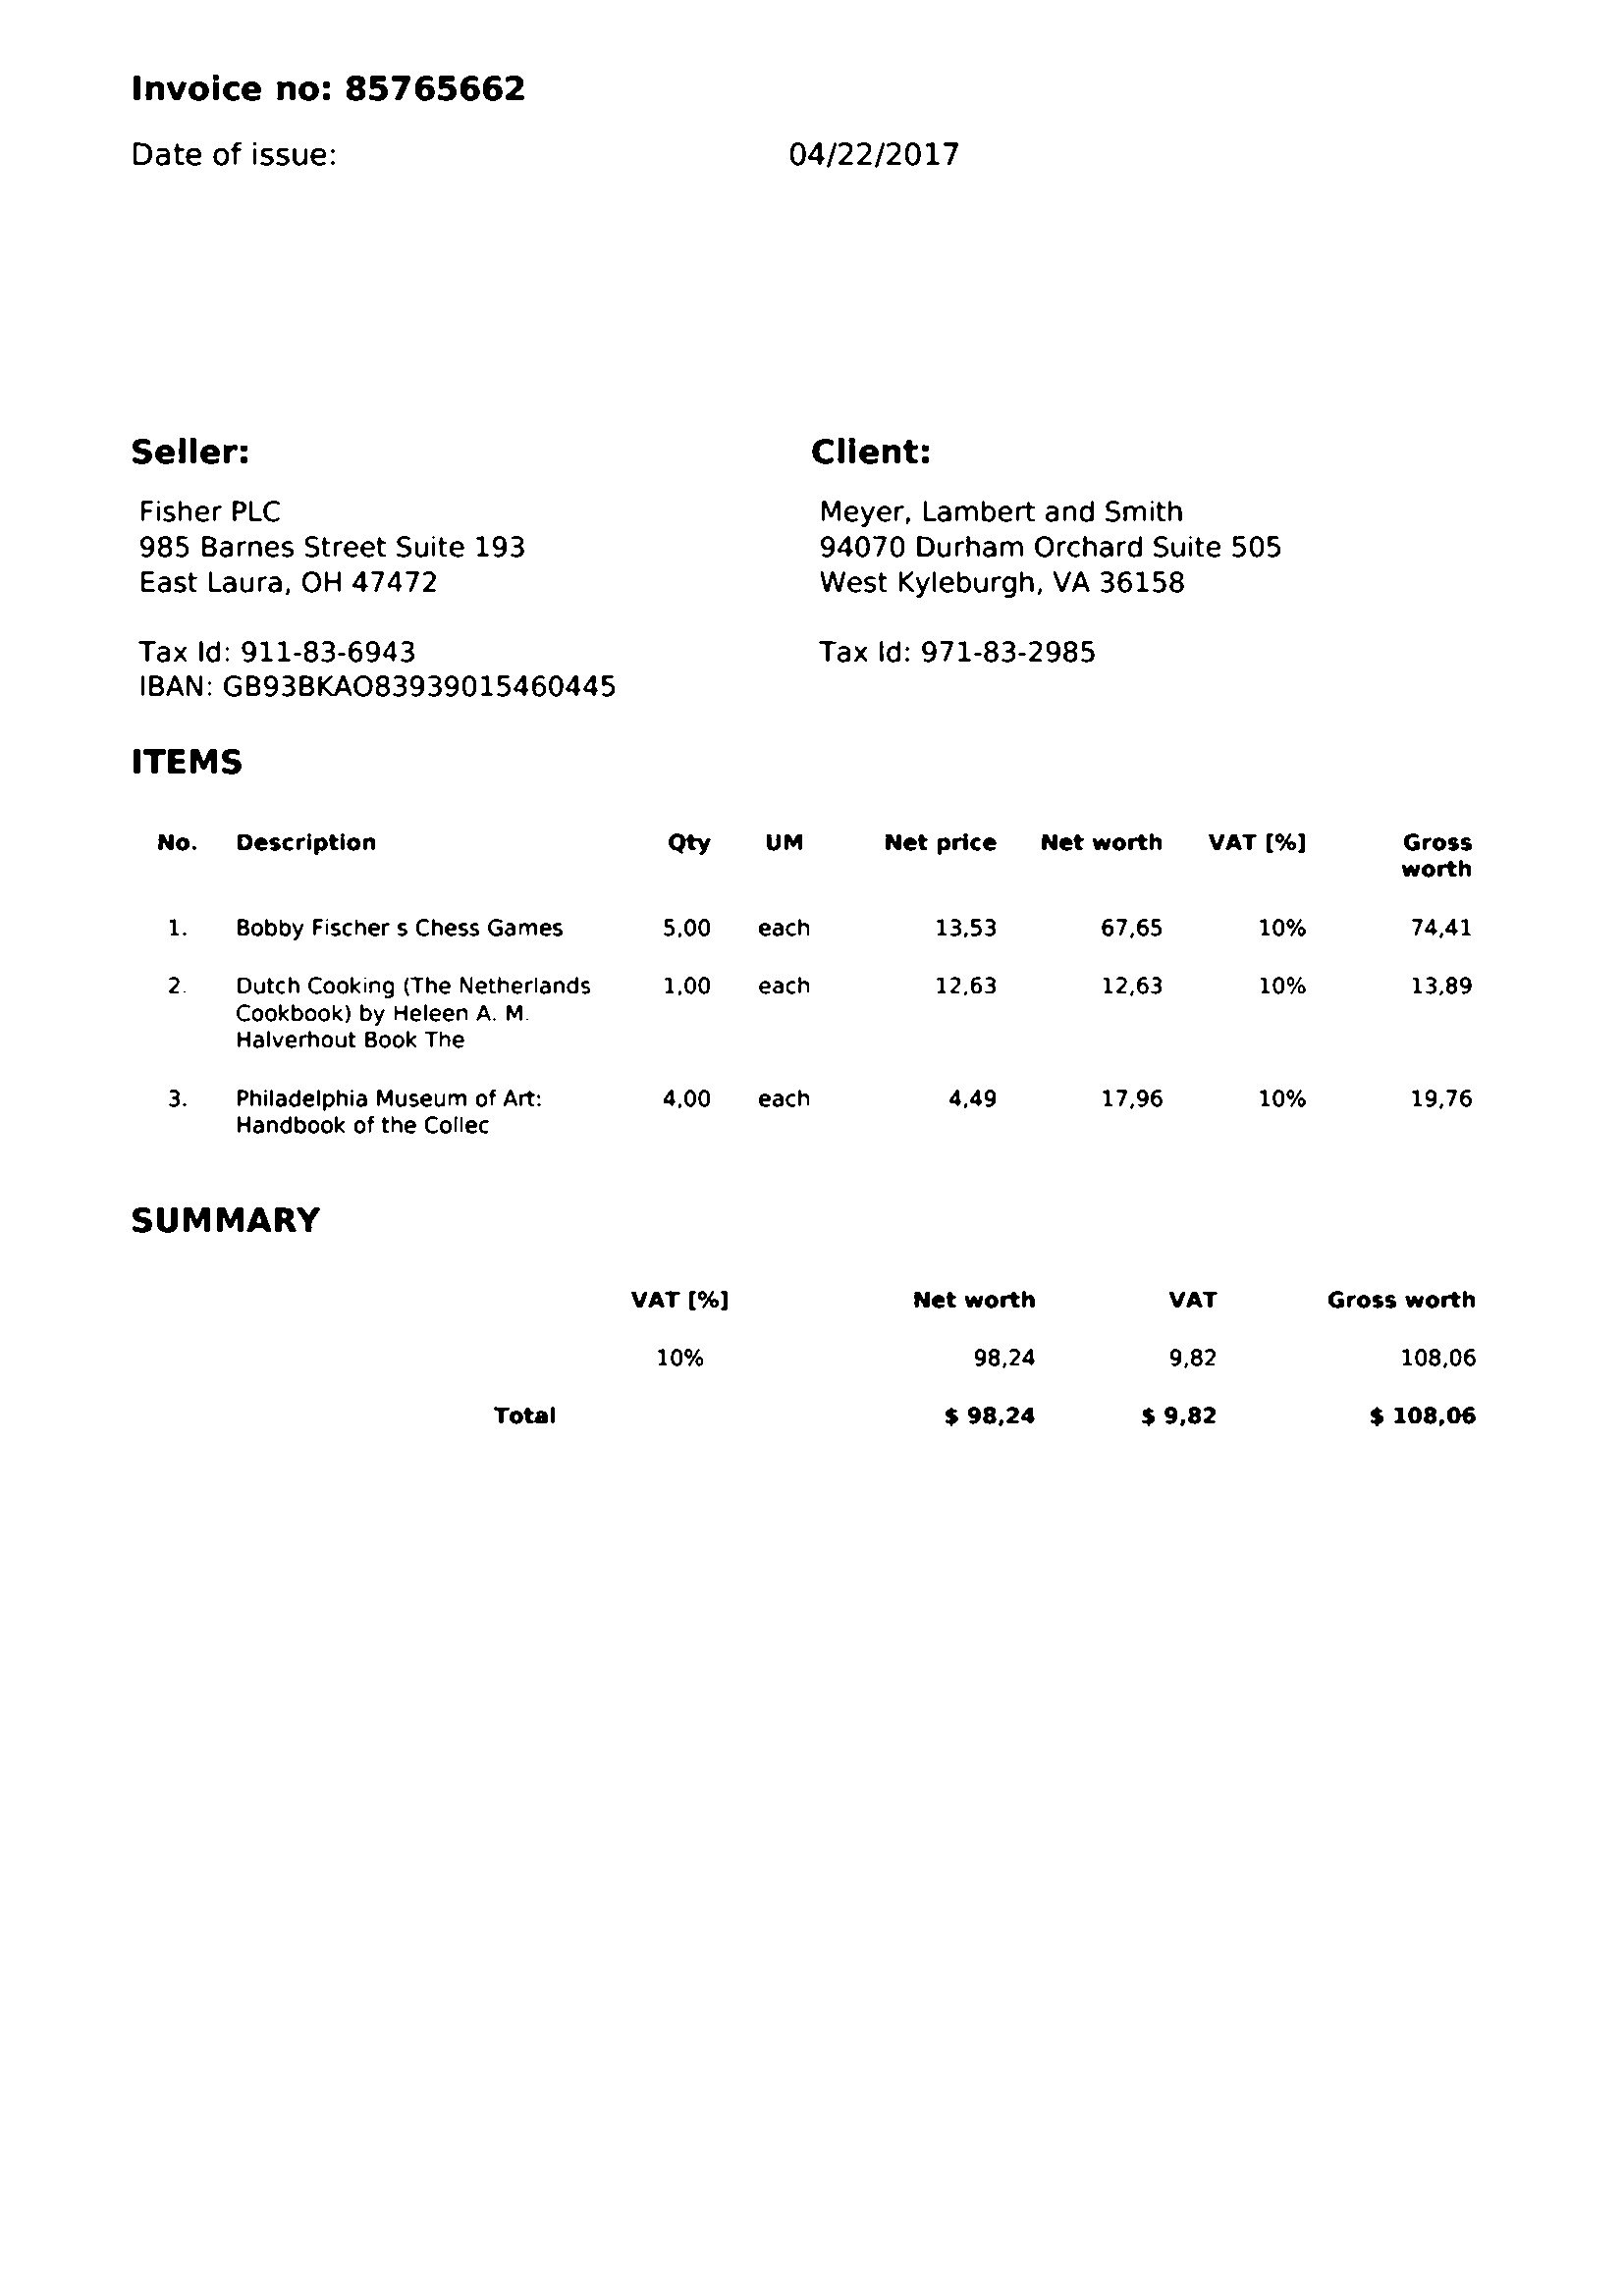 Invoice no: 85765662
Date of issue: 04/22/2017
Seller: Client:
Fisher PLC Meyer, Lambert and Smith
985 Barnes Street Suite 193 94070 Durham Orchard Suite 505
East Laura, OH 47472 West Kyleburgh, VA 36158
Tax Id: 911-83-6943 Tax Id: 971-83-2985
IBAN: GB93BKAO83939015460445
ITEMS
No. Description Qty UM Net price Net worth VAT [%] Gross
worth
1. Bobby Fischer s Chess Games 5,00 each 13,53 67,65 10% 74,41
2. Dutch Cooking (The Netherlands 1,00 each 12,63 12,63 10% 13,89
Cookbook) by Heleen A. M.
Halverhout Book The
3. Philadelphia Museum of Art: 4,00 each 4,49 17,96 10% 19,76
Handbook of the Collec
SUMMARY
VAT [%] Net worth VAT Gross worth
10% 98,24 9,82 108,06
Total $ 98,24 $ 9,82 $ 108,06